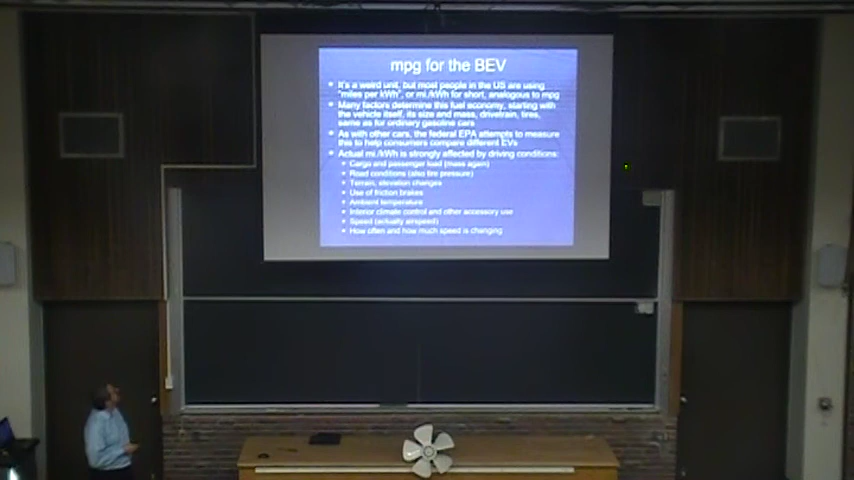 mpg for the BEV
It's a weird unit, but most people in the US are using
"miles per kWh", or mi./kWh for short, analogous to mpg
Many factors determine this fuel economy, starting with
the vehicle itself, its size and mass, drivetrain, tires,
same as for ordinary gasoline cars
As with other cars, the federal EPA attempts to measure
this to help consumers compare different EVs
Actual mi./kWh is strongly affected by driving conditions:
Cargo and passenger load (mass again)
Road conditions (also tire pressure)
Terrain, elevation changes
Use of friction brakes
Ambient temperature
Interior climate control and other accessory use
Speed (actually airspeed)
How often and how much speed is changing